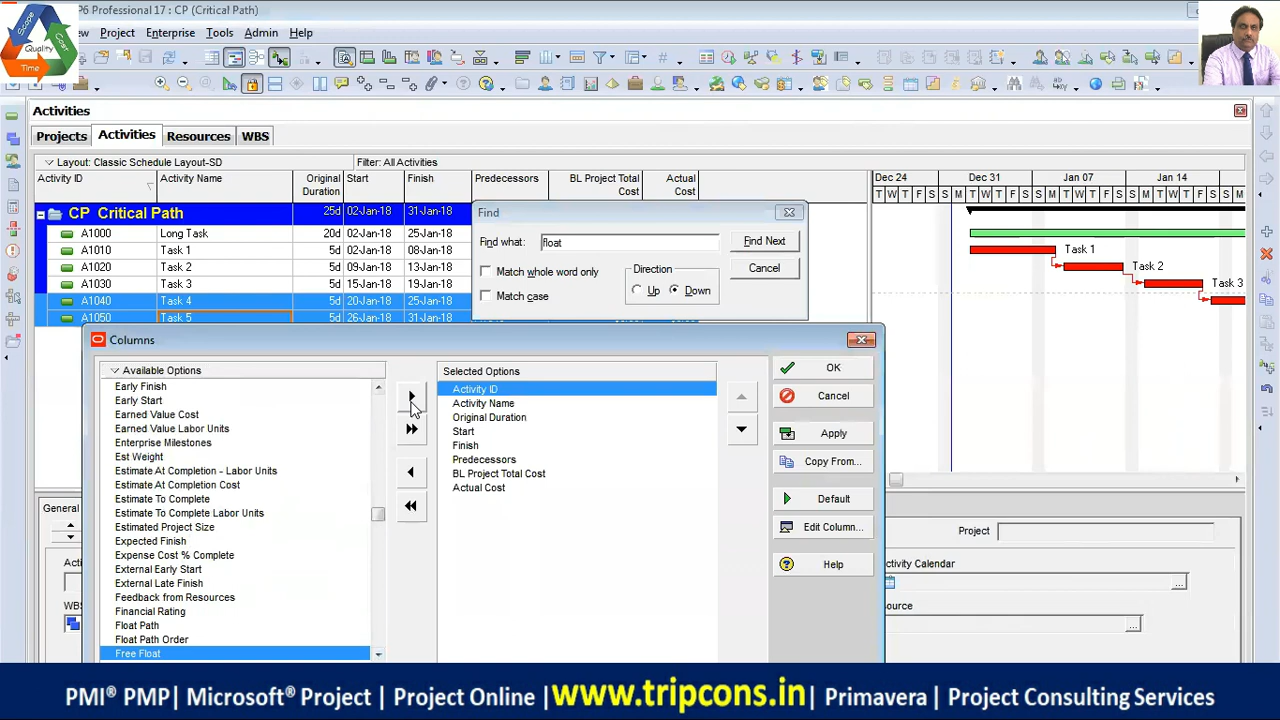 Scope
Quality
Cost
Time
P6 Professional 17 : CP (Critical Path)
Project Enterprise Tools Admin Help
Activities
Projects Activities Resources WBS
Layout: Classic Schedule Layout-SD Filter: All Activities
Activity ID Activity Name Original Duration Start Finish Predecessors BL Project Total Cost Actual Cost
Dec 24 Dec 31 Jan 07 Jan 14
T W T F S S M T W T F S S M T W T F S S M T W T F S
CP Critical Path 25d 02-Jan-18 31-Jan-18
A1000 Long Task 20d 02-Jan-18 25-Jan-18
A1010 Task 1 5d 02-Jan-18 08-Jan-18
A1020 Task 2 5d 09-Jan-18 13-Jan-18
A1030 Task 3 5d 15-Jan-18 19-Jan-18
A1040 Task 4 5d 20-Jan-18 25-Jan-18
A1050 Task 5 5d 26-Jan-18 31-Jan-18
Task 1
Task 2
Task 3
Find
Find what: float Find Next
Match whole word only Direction Cancel
Match case Up Down
Columns
Available Options
Early Finish
Early Start
Earned Value Cost
Earned Value Labor Units
Enterprise Milestones
Est Weight
Estimate At Completion - Labor Units
Estimate At Completion Cost
Estimate To Complete
Estimate To Complete Labor Units
Estimated Project Size
Expected Finish
Expense Cost % Complete
External Early Start
External Late Finish
Feedback from Resources
Financial Rating
Float Path
Float Path Order
Free Float
Selected Options
Activity ID
Activity Name
Original Duration
Start
Finish
Predecessors
BL Project Total Cost
Actual Cost
OK
Cancel
Apply
Copy From...
Default
Edit Column...
Help
General
WBS
Project
ctivity Calendar
...
source
...
PMI® PMP| Microsoft® Project | Project Online |www.tripcons.in| Primavera | Project Consulting Services